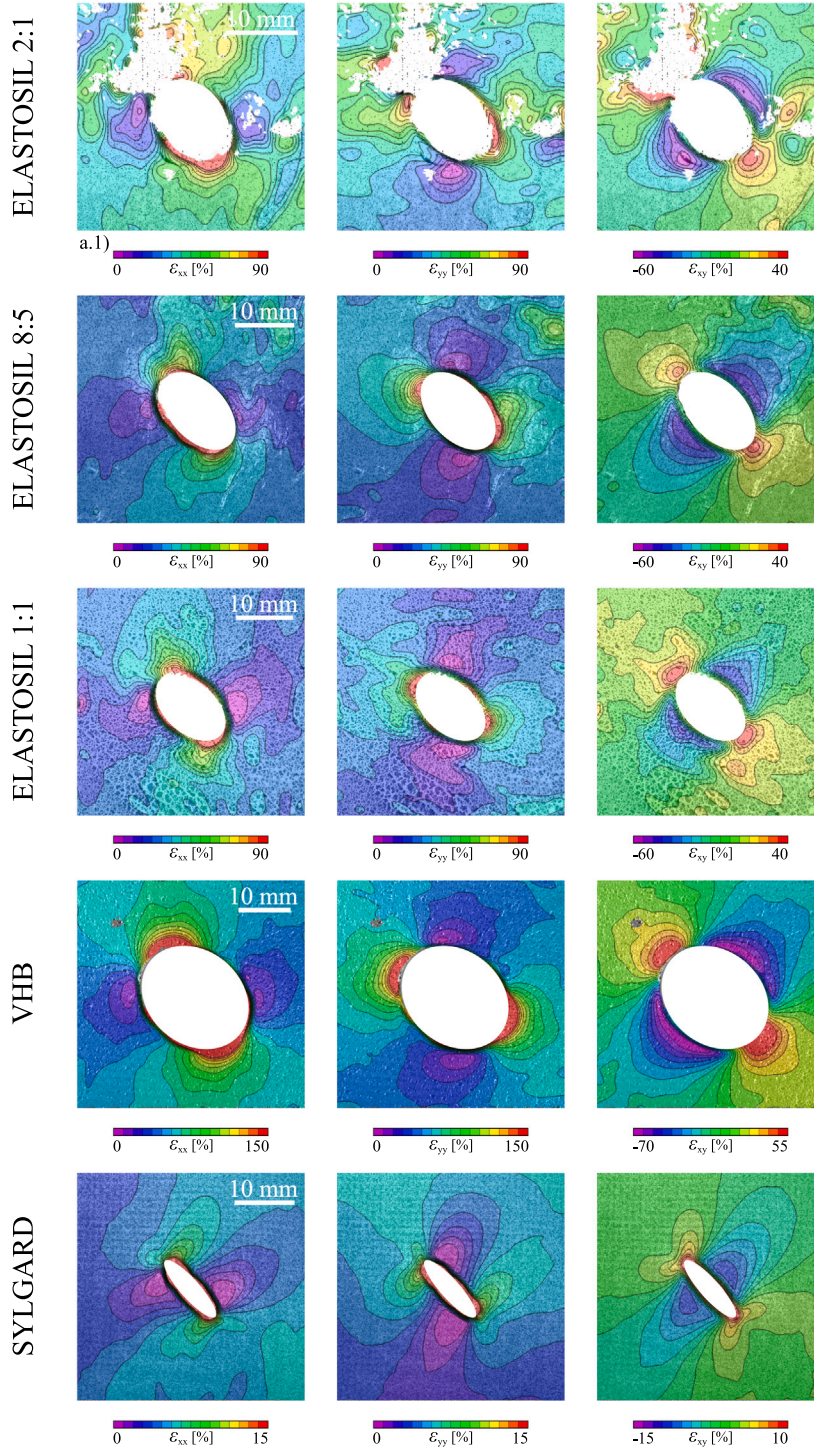 ELASTOSIL 2:1
10 mm
a.1)
0 εxx [%] 90
0 εyy [%] 90
-60 εxy [%] 40
ELASTOSIL 8:5
10 mm
0 εxx [%] 90
0 εyy [%] 90
-60 εxy [%] 40
ELASTOSIL 1:1
10 mm
0 εxx [%] 90
0 εyy [%] 90
-60 εxy [%] 40
VHB
10 mm
0 εxx [%] 150
0 εyy [%] 150
-70 εxy [%] 55
SYLGARD
10 mm
0 εxx [%] 15
0 εyy [%] 15
-15 εxy [%] 10